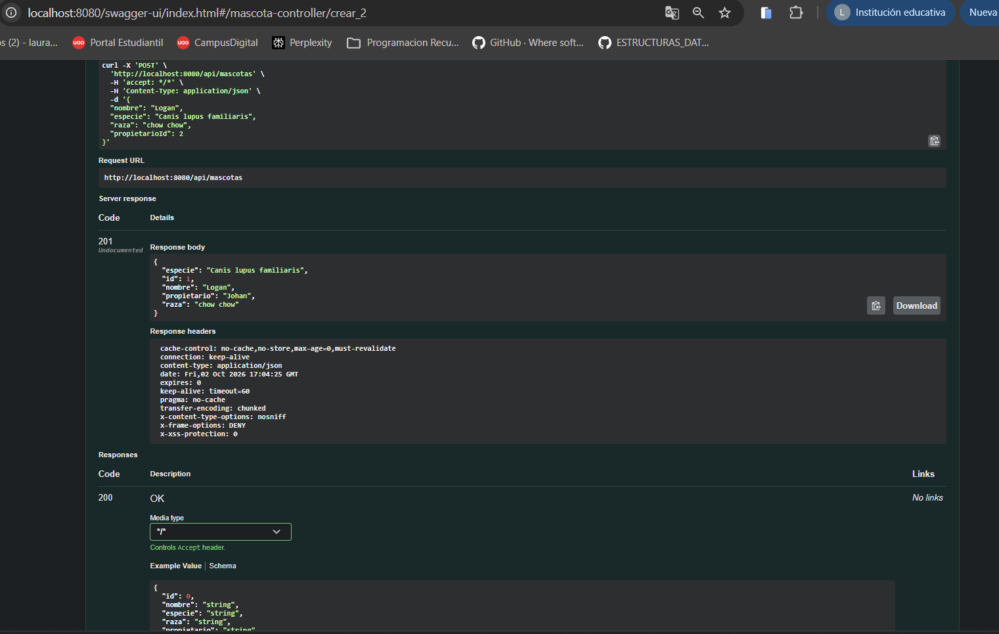 localhost:8080/swagger-ui/index.html#/mascota-controller/crear_2
L Institución educativa
Nueva
s (2) - laura...
uao Portal Estudiantil
uao CampusDigital
Perplexity
Programacion Recu...
GitHub · Where soft...
ESTRUCTURAS_DAT...
curl -X 'POST' \
'http://localhost:8080/api/mascotas' \
-H 'accept: */*' \
-H 'Content-Type: application/json' \
-d '{
"nombre": "Logan",
"especie": "Canis lupus familiaris",
"raza": "chow chow",
"propietarioId": 2
}'
Request URL
http://localhost:8080/api/mascotas
Server response
Code Details
201
Undocumented
Response body
{
"especie": "Canis lupus familiaris",
"id": 1,
"nombre": "Logan",
"propietario": "Johan",
"raza": "chow chow"
}
Download
Response headers
cache-control: no-cache,no-store,max-age=0,must-revalidate
connection: keep-alive
content-type: application/json
date: Fri,02 Oct 2026 17:04:25 GMT
expires: 0
keep-alive: timeout=60
pragma: no-cache
transfer-encoding: chunked
x-content-type-options: nosniff
x-frame-options: DENY
x-xss-protection: 0
Responses
Code Description Links
200 OK No links
Media type
*/*
Controls Accept header.
Example Value | Schema
{
"id": 0,
"nombre": "string",
"especie": "string",
"raza": "string",
"propietario": "string"